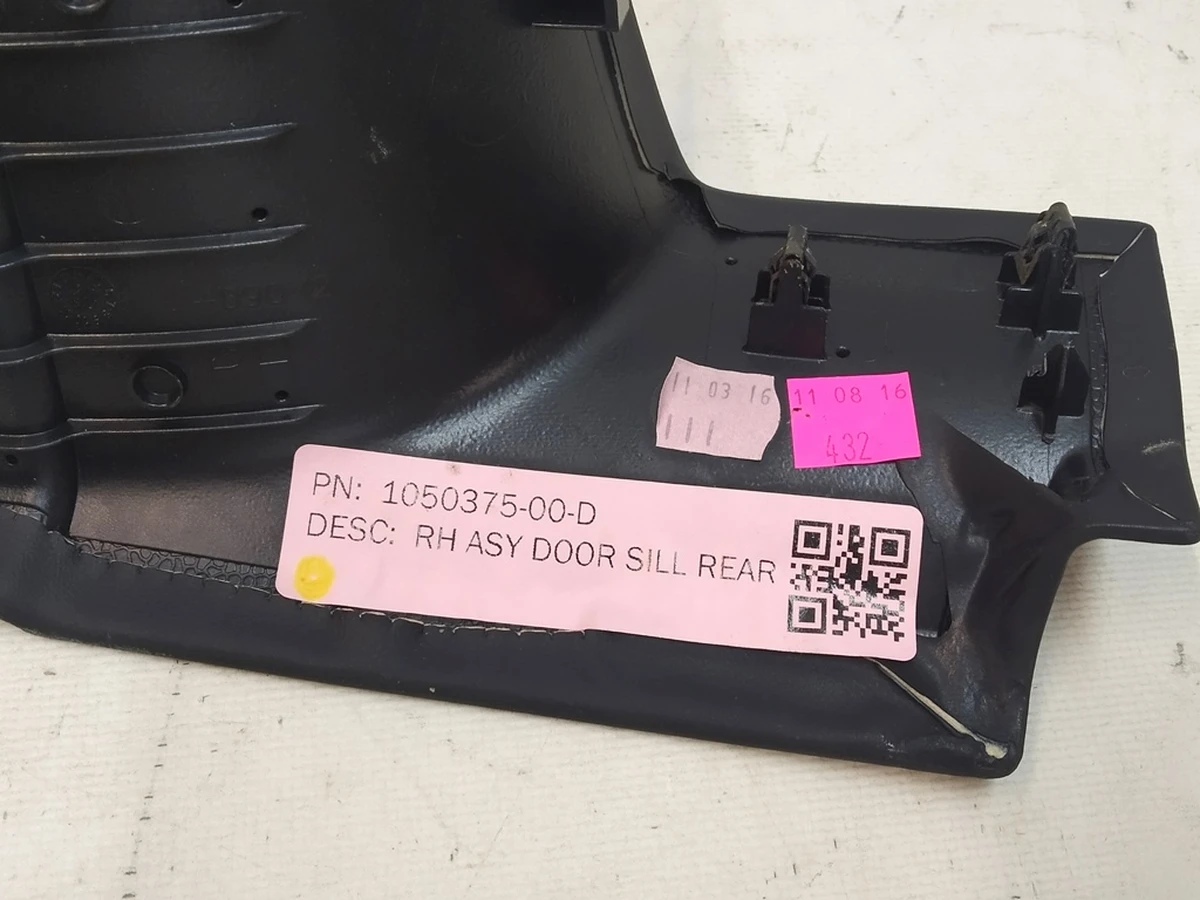 11 03 16
111
11 08 16
432
PN: 1050375-00-D
DESC: RH ASY DOOR SILL REAR